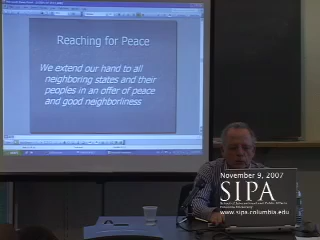 Reaching for Peace
We extend our hand to all
neighboring states and their
peoples in an offer of peace
and good neighborliness
November 9, 2007
SIPA
www.sipa.columbia.edu